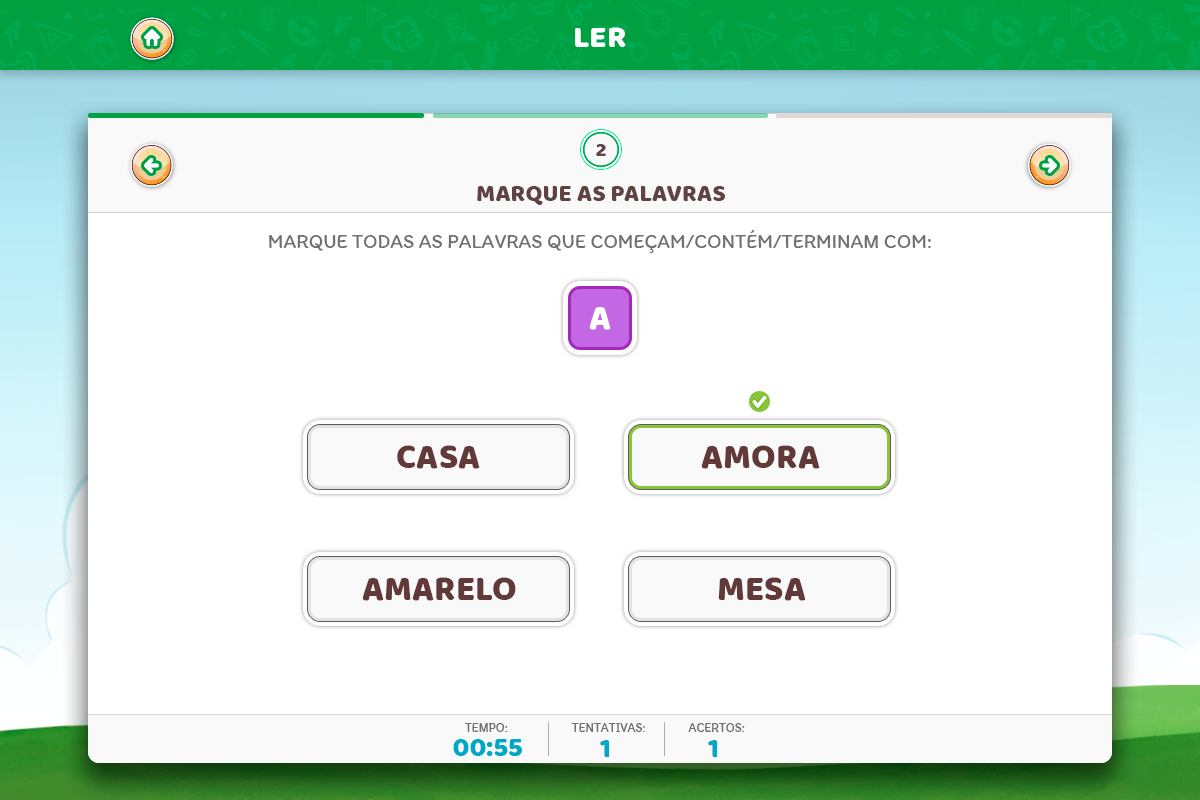 LER
2
MARQUE AS PALAVRAS
MARQUE TODAS AS PALAVRAS QUE COMEÇAM/CONTÉM/TERMINAM COM:
A
CASA
AMORA
AMARELO
MESA
TEMPO:
00:55
TENTATIVAS:
1
ACERTOS:
1